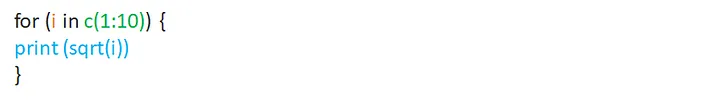 for (i in c(1:10)) {
print (sqrt(i))
}